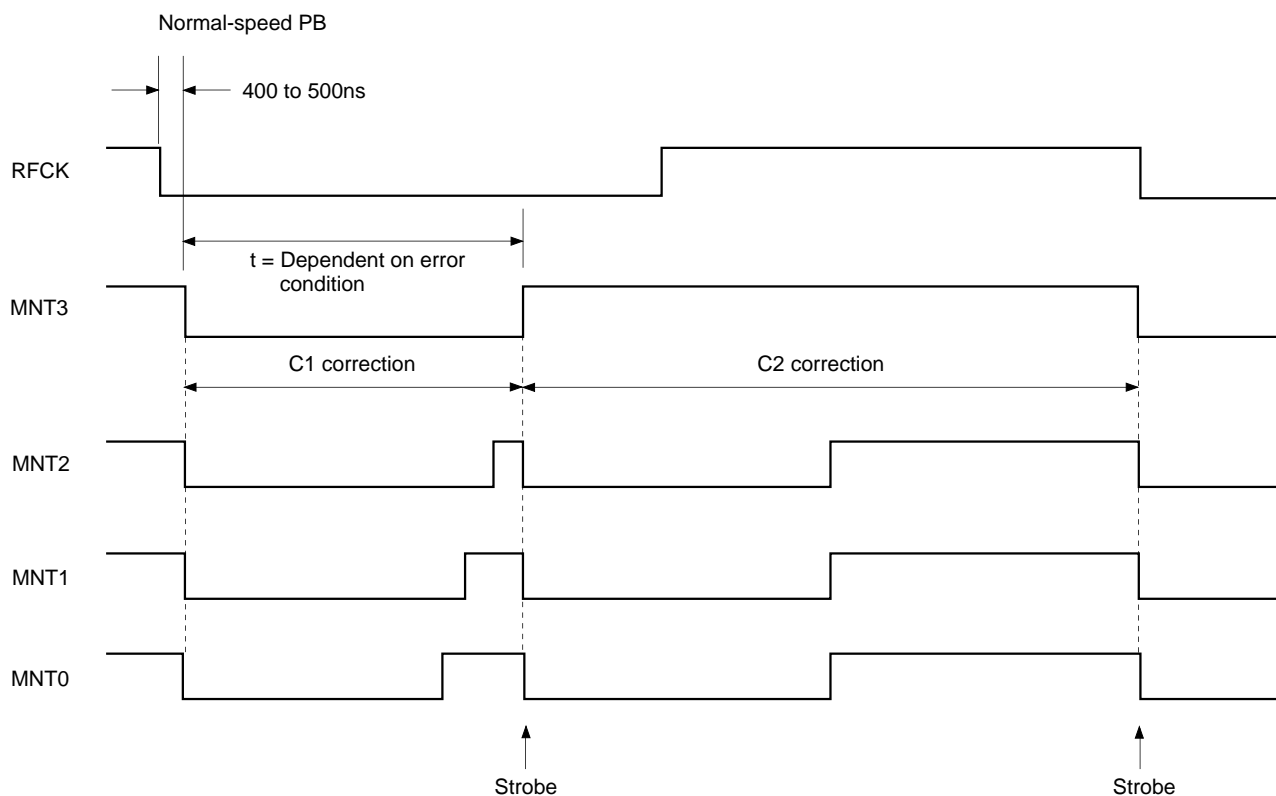 Normal-speed PB
400 to 500ns
RFCK
t = Dependent on error
condition
MNT3
C1 correction
C2 correction
MNT2
MNT1
MNT0
Strobe
Strobe